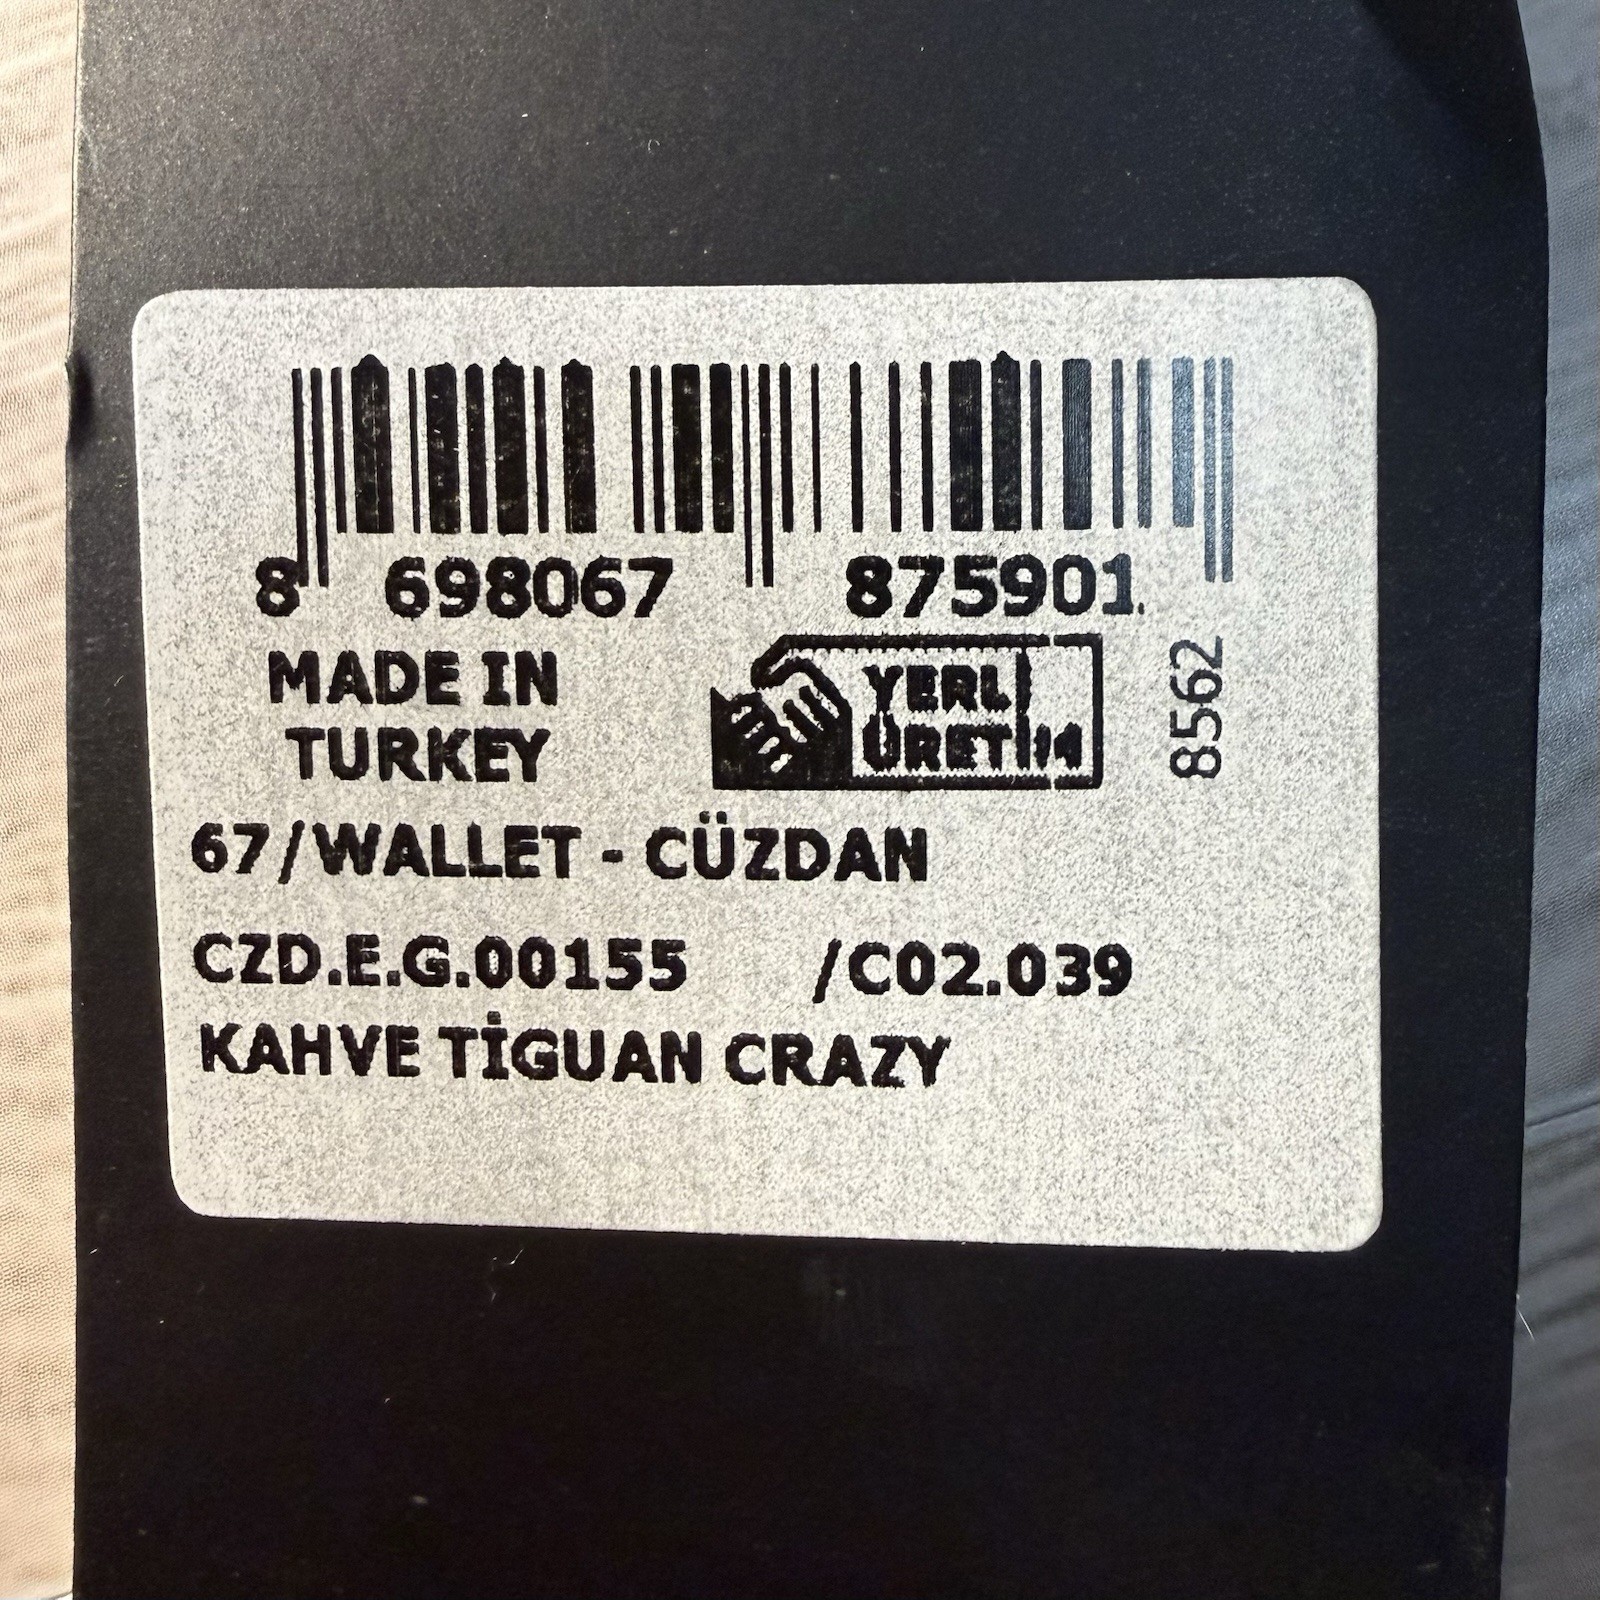 8 698067 875901
MADE IN
TURKEY
YERLİ
ÜRETİM
8562
67/WALLET - CÜZDAN
CZD.E.G.00155 /C02.039
KAHVE TİGUAN CRAZY